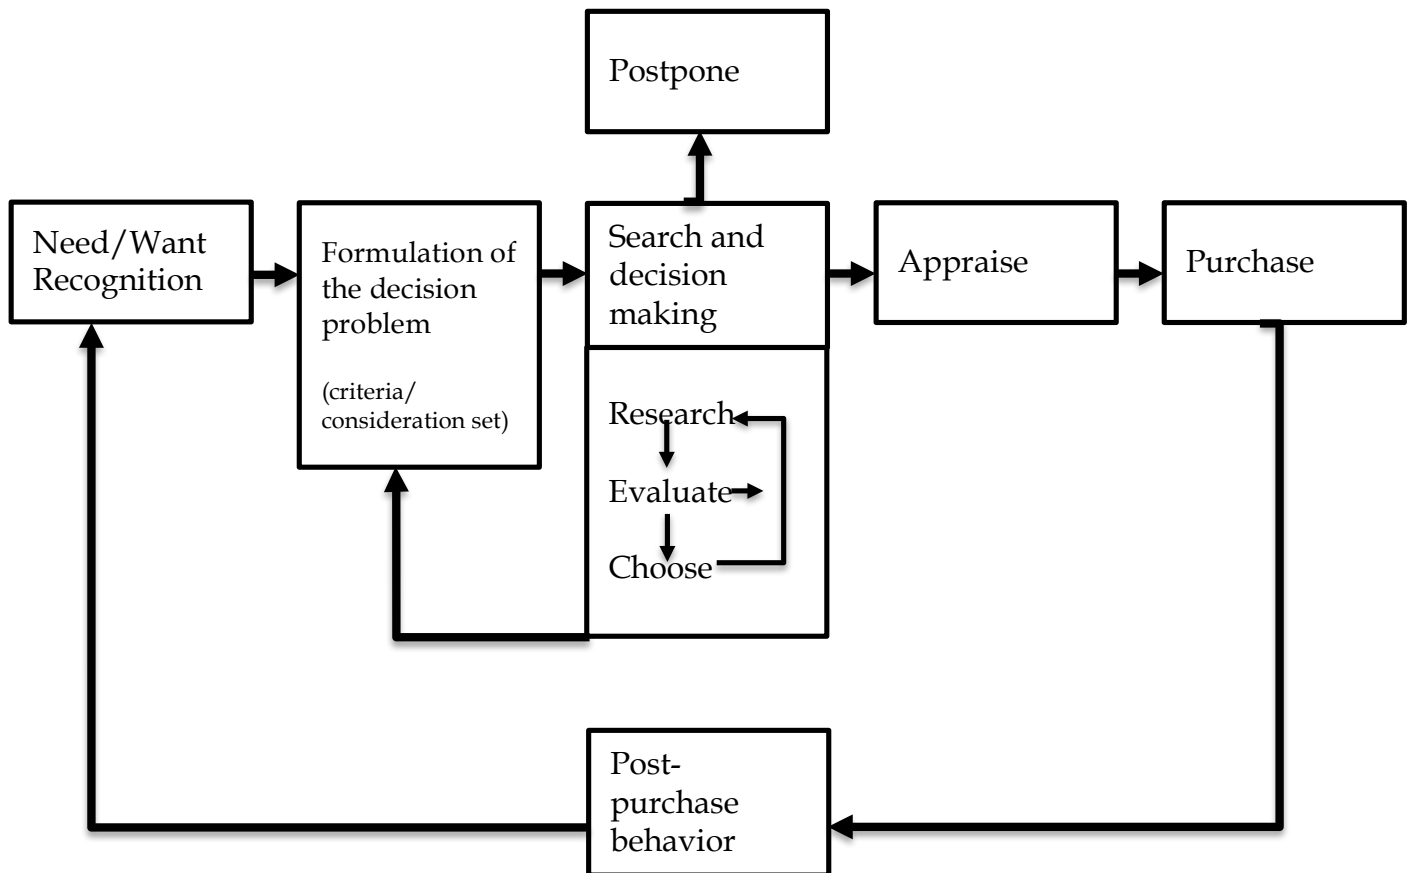 Postpone
Need/Want
Recognition
Formulation of
the decision
problem
(criteria/
consideration set)
Search and
decision
making
Research
Evaluate
Choose
Appraise
Purchase
Post-
purchase
behavior